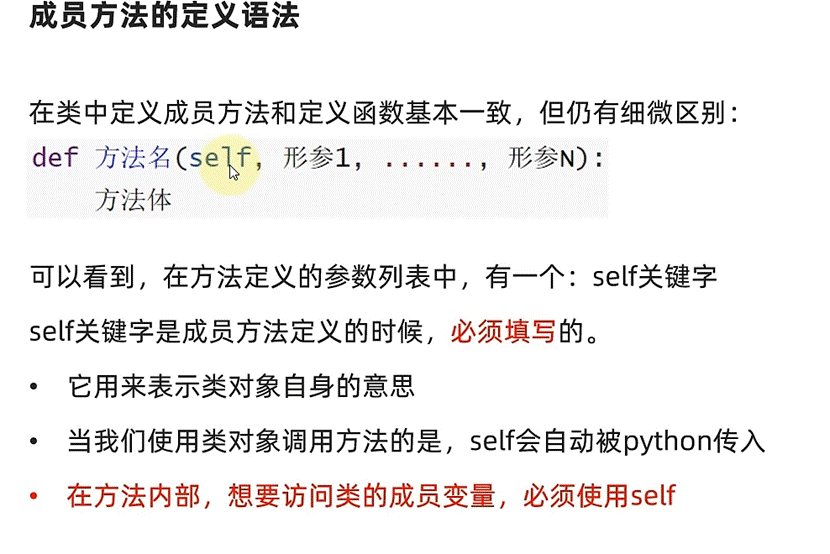 成员方法的定义语法
在类中定义成员方法和定义函数基本一致，但仍有细微区别：
def 方法名(self, 形参1, ......, 形参N):
方法体
可以看到，在方法定义的参数列表中，有一个：self关键字
self关键字是成员方法定义的时候，必须填写的。
• 它用来表示类对象自身的意思
• 当我们使用类对象调用方法的是，self会自动被python传入
• 在方法内部，想要访问类的成员变量，必须使用self